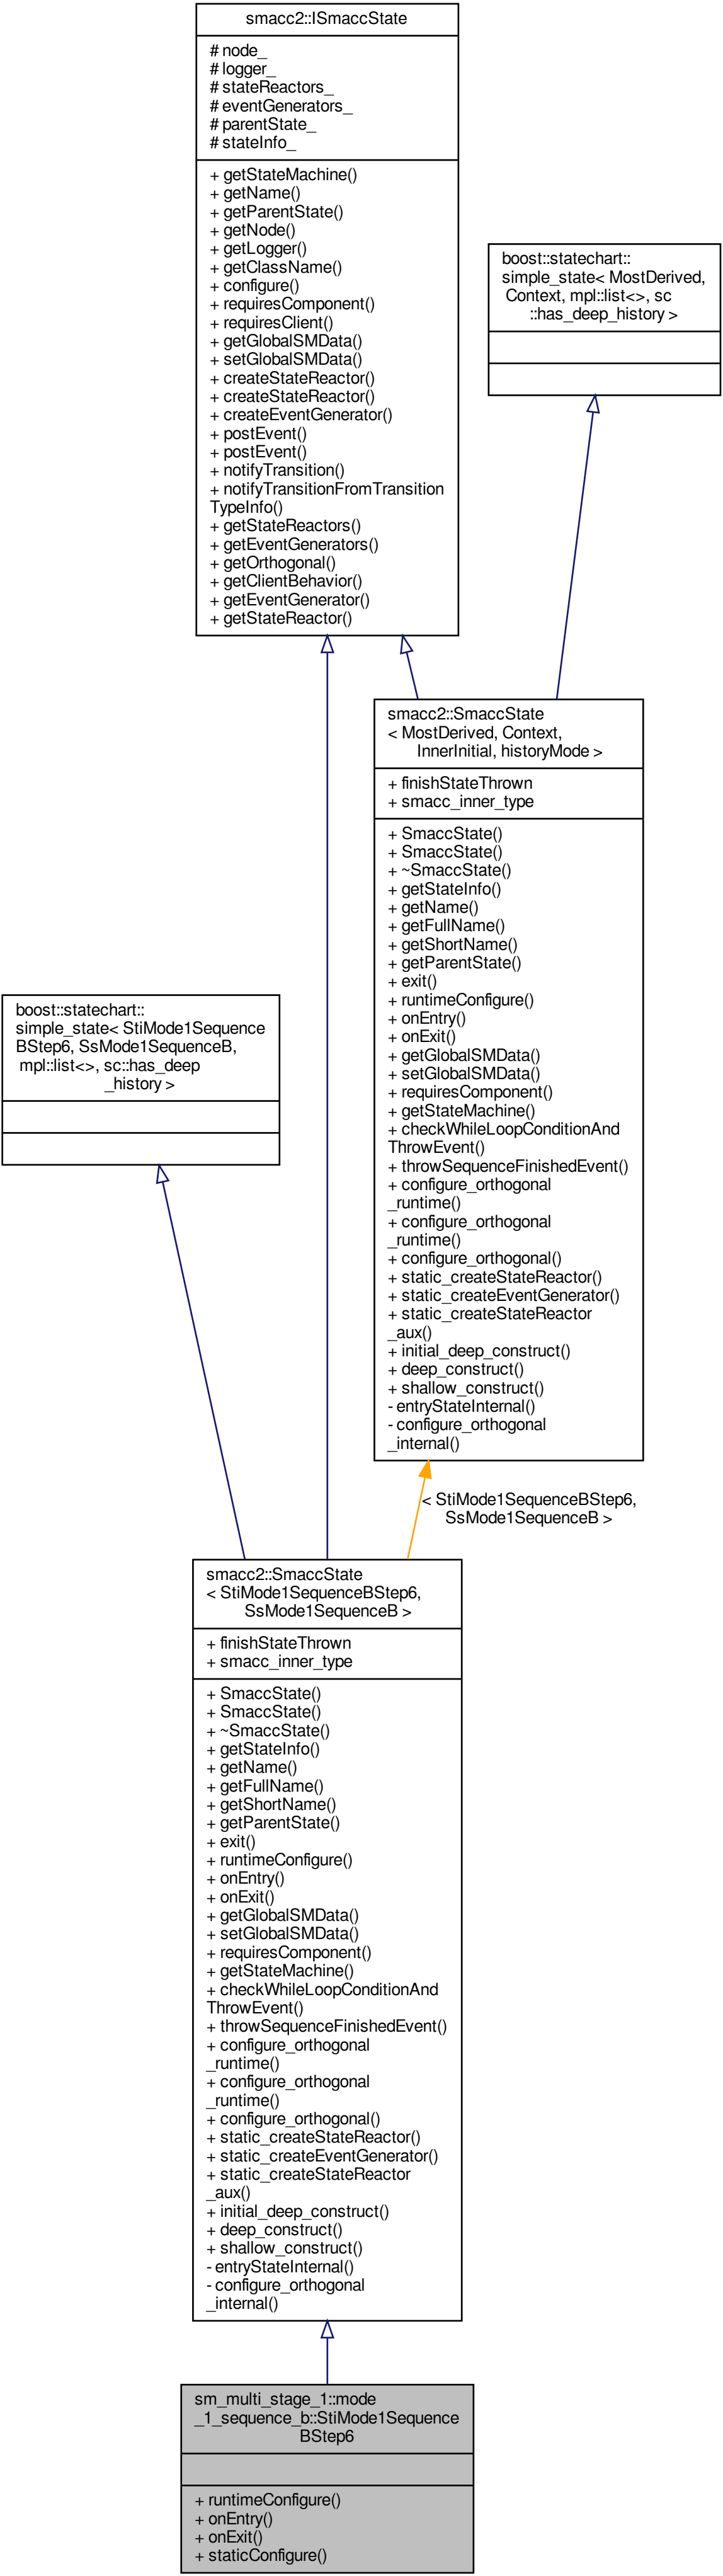 smacc2::ISmaccState
# node_
# logger_
# stateReactors_
# eventGenerators_
# parentState_
# stateInfo_
+ getStateMachine()
+ getName()
+ getParentState()
+ getNode()
+ getLogger()
+ getClassName()
+ configure()
+ requiresComponent()
+ requiresClient()
+ getGlobalSMData()
+ setGlobalSMData()
+ createStateReactor()
+ createStateReactor()
+ createEventGenerator()
+ postEvent()
+ postEvent()
+ notifyTransition()
+ notifyTransitionFromTransition
TypeInfo()
+ getStateReactors()
+ getEventGenerators()
+ getOrthogonal()
+ getClientBehavior()
+ getEventGenerator()
+ getStateReactor()
boost::statechart::
simple_state< MostDerived,
Context, mpl::list<>, sc
::has_deep_history >
smacc2::SmaccState
< MostDerived, Context,
InnerInitial, historyMode >
+ finishStateThrown
+ smacc_inner_type
+ SmaccState()
+ SmaccState()
+ ~SmaccState()
+ getStateInfo()
+ getName()
+ getFullName()
+ getShortName()
+ getParentState()
+ exit()
+ runtimeConfigure()
+ onEntry()
+ onExit()
+ getGlobalSMData()
+ setGlobalSMData()
+ requiresComponent()
+ getStateMachine()
+ checkWhileLoopConditionAnd
ThrowEvent()
+ throwSequenceFinishedEvent()
+ configure_orthogonal
_runtime()
+ configure_orthogonal
_runtime()
+ configure_orthogonal()
+ static_createStateReactor()
+ static_createEventGenerator()
+ static_createStateReactor
_aux()
+ initial_deep_construct()
+ deep_construct()
+ shallow_construct()
- entryStateInternal()
- configure_orthogonal
_internal()
boost::statechart::
simple_state< StiMode1Sequence
BStep6, SsMode1SequenceB,
mpl::list<>, sc::has_deep
_history >
< StiMode1SequenceBStep6,
SsMode1SequenceB >
smacc2::SmaccState
< StiMode1SequenceBStep6,
SsMode1SequenceB >
+ finishStateThrown
+ smacc_inner_type
+ SmaccState()
+ SmaccState()
+ ~SmaccState()
+ getStateInfo()
+ getName()
+ getFullName()
+ getShortName()
+ getParentState()
+ exit()
+ runtimeConfigure()
+ onEntry()
+ onExit()
+ getGlobalSMData()
+ setGlobalSMData()
+ requiresComponent()
+ getStateMachine()
+ checkWhileLoopConditionAnd
ThrowEvent()
+ throwSequenceFinishedEvent()
+ configure_orthogonal
_runtime()
+ configure_orthogonal
_runtime()
+ configure_orthogonal()
+ static_createStateReactor()
+ static_createEventGenerator()
+ static_createStateReactor
_aux()
+ initial_deep_construct()
+ deep_construct()
+ shallow_construct()
- entryStateInternal()
- configure_orthogonal
_internal()
sm_multi_stage_1::mode
_1_sequence_b::StiMode1Sequence
BStep6
+ runtimeConfigure()
+ onEntry()
+ onExit()
+ staticConfigure()